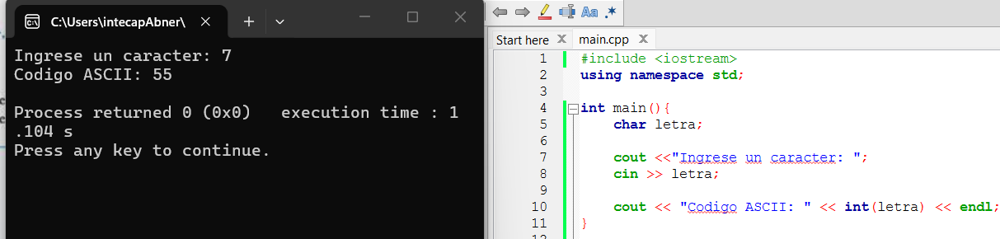 C:\Users\intecapAbner\
Ingrese un caracter: 7
Codigo ASCII: 55
Process returned 0 (0x0)   execution time : 1
.104 s
Press any key to continue.
Aa .*
Start here
main.cpp
1 #include <iostream>
2 using namespace std;
3
4 int main(){
5     char letra;
6
7     cout <<"Ingrese un caracter: ";
8     cin >> letra;
9
10     cout << "Codigo ASCII: " << int(letra) << endl;
11 }